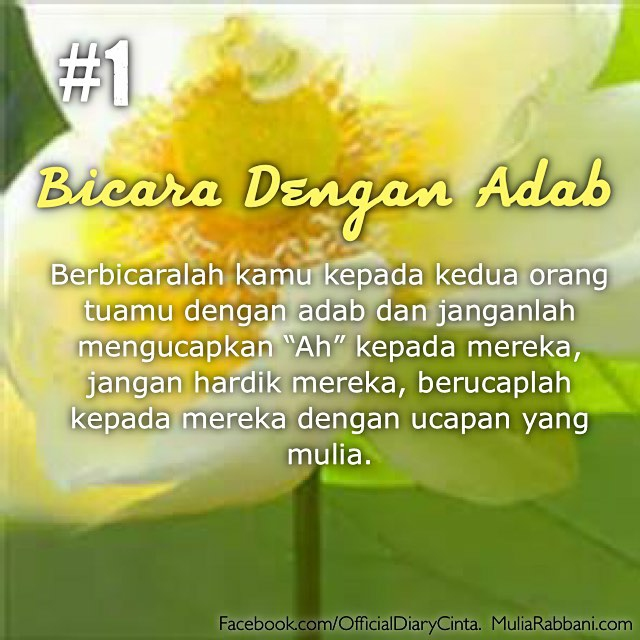 #1
Bicara Dengan Adab
Berbicaralah kamu kepada kedua orang
tuamu dengan adab dan janganlah
mengucapkan “Ah” kepada mereka,
jangan hardik mereka, berucaplah
kepada mereka dengan ucapan yang
mulia.
Facebook.com/OfficialDiaryCinta. MuliaRabbani.com